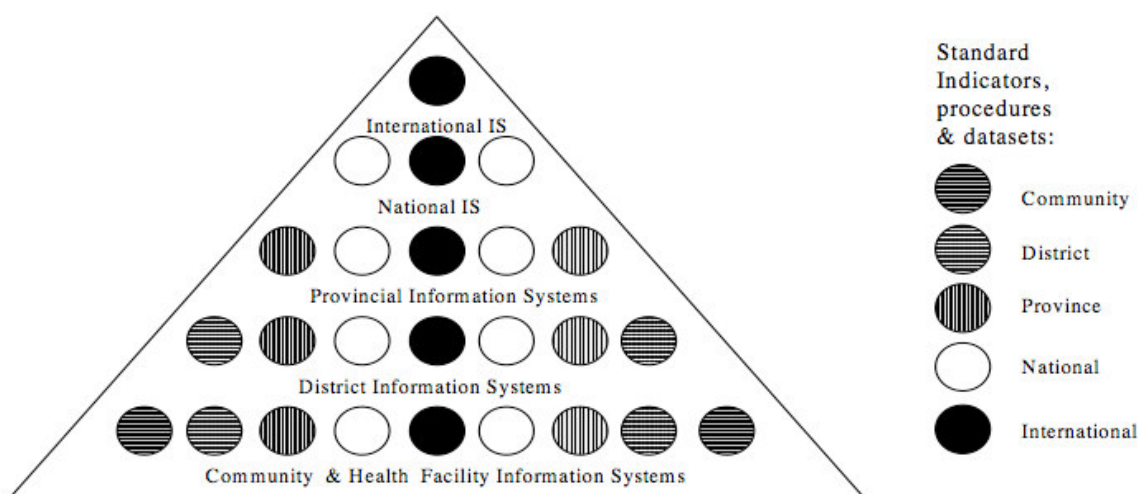 International IS
National IS
Provincial Information Systems
District Information Systems
Community & Health Facility Information Systems
Standard
Indicators,
procedures
& datasets:
Community
District
Province
National
International